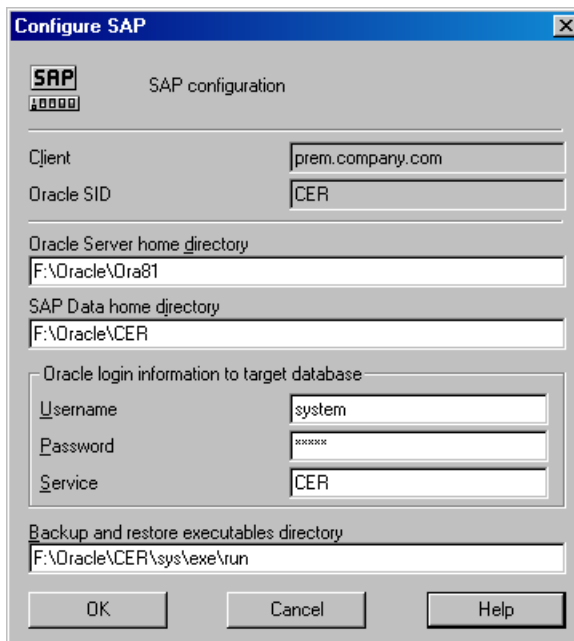 Configure SAP
SAP
SAP configuration
Client prem.company.com
Oracle SID CER
Oracle Server home directory
F:\Oracle\Ora81
SAP Data home directory
F:\Oracle\CER
Oracle login information to target database
Username system
Password *****
Service CER
Backup and restore executables directory
F:\Oracle\CER\sys\exe\run
OK Cancel Help